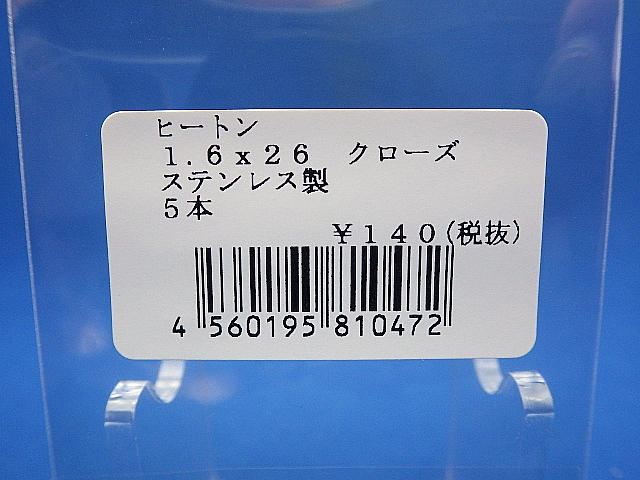 ヒートン
１．６ｘ２６　クローズ
ステンレス製
５本
￥１４０(税抜)
4 560195 810472